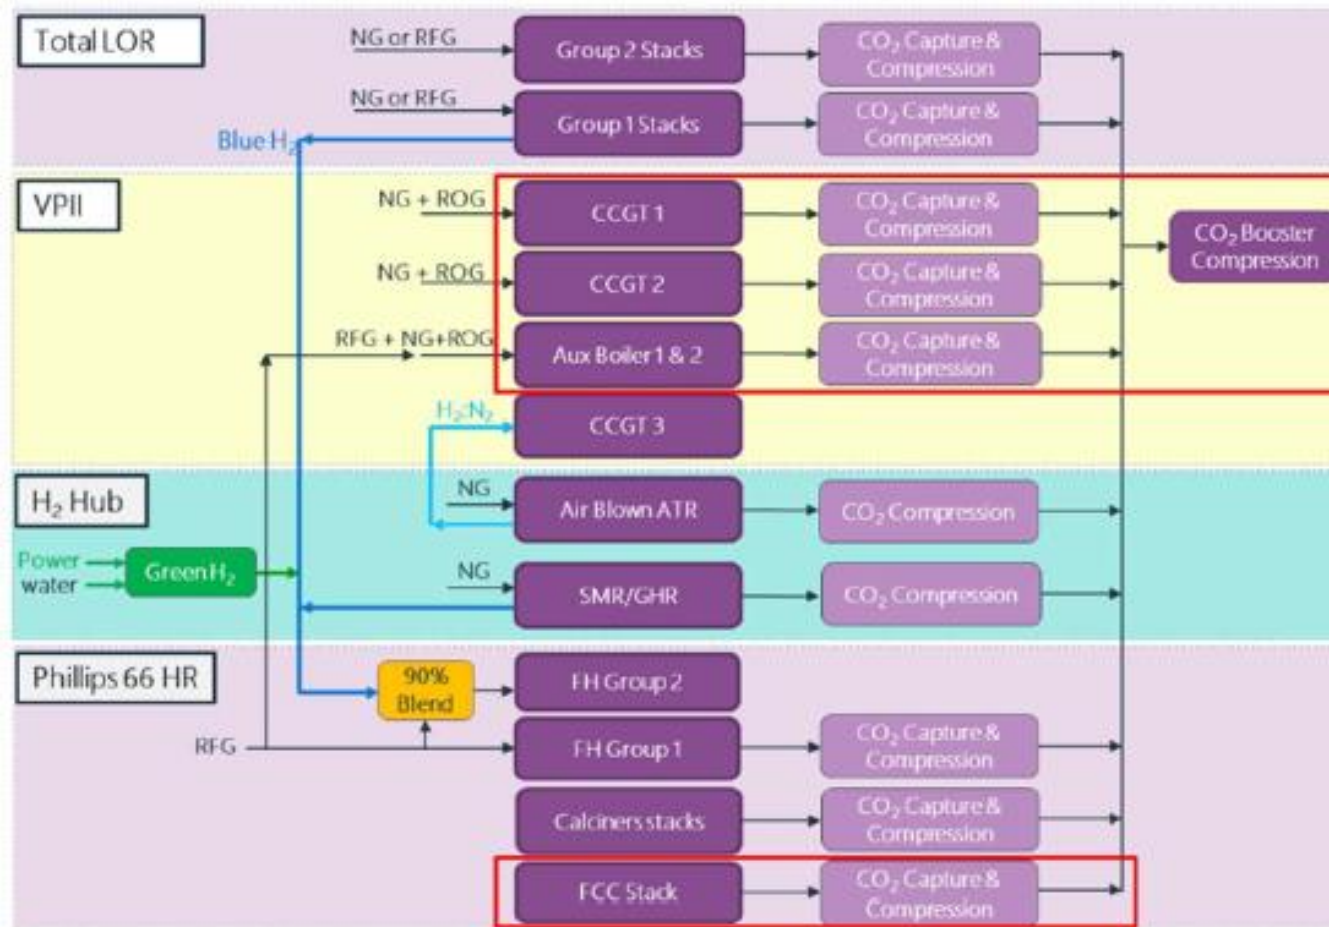 Total LOR
NG or RFG
Group 2 Stacks
CO₂ Capture &
Compression
NG or RFG
Group 1 Stacks
CO₂ Capture &
Compression
Blue H₂
VPII
NG + ROG
CCGT 1
CO₂ Capture &
Compression
CO₂ Booster
Compression
NG + ROG
CCGT 2
CO₂ Capture &
Compression
RFG + NG+ROG
Aux Boiler 1 & 2
CO₂ Capture &
Compression
H₂:N₂
CCGT 3
H₂ Hub
NG
Air Blown ATR
CO₂ Compression
Power
water
Green H₂
NG
SMR/GHR
CO₂ Compression
Phillips 66 HR
90%
Blend
FH Group 2
RFG
FH Group 1
CO₂ Capture &
Compression
Calciners stacks
CO₂ Capture &
Compression
FCC Stack
CO₂ Capture &
Compression